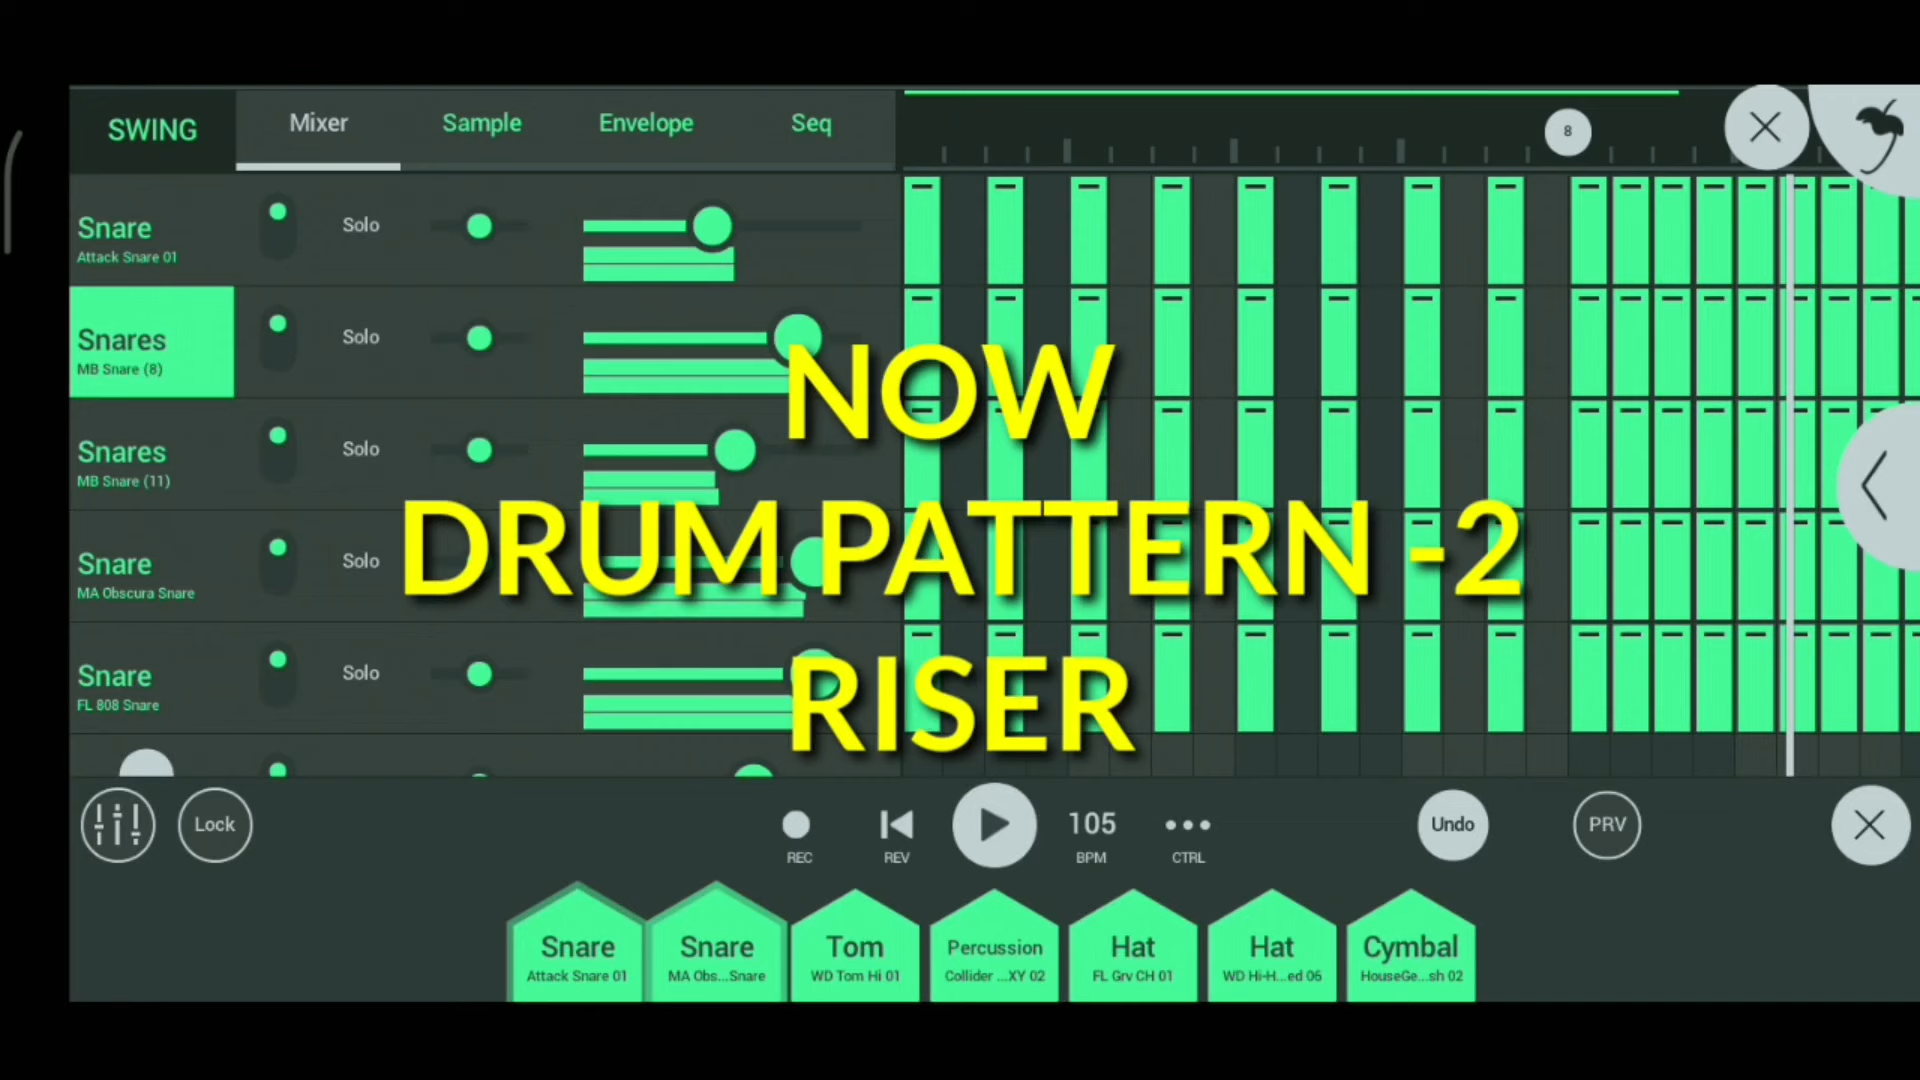 SWING
Mixer
Sample
Envelope
Seq
8
Snare
Attack Snare 01
Solo
Snares
MB Snare (8)
Solo
Snares
MB Snare (11)
Solo
Snare
MA Obscura Snare
Solo
Snare
FL 808 Snare
Solo
NOW
DRUM PATTERN -2
RISER
Lock
REC
REV
105
BPM
CTRL
Undo
PRV
Snare
Attack Snare 01
Snare
MA Obs...Snare
Tom
WD Tom Hi 01
Percussion
Collider ...XY 02
Hat
FL Grv CH 01
Hat
WD Hi-H...ed 06
Cymbal
HouseGe...sh 02